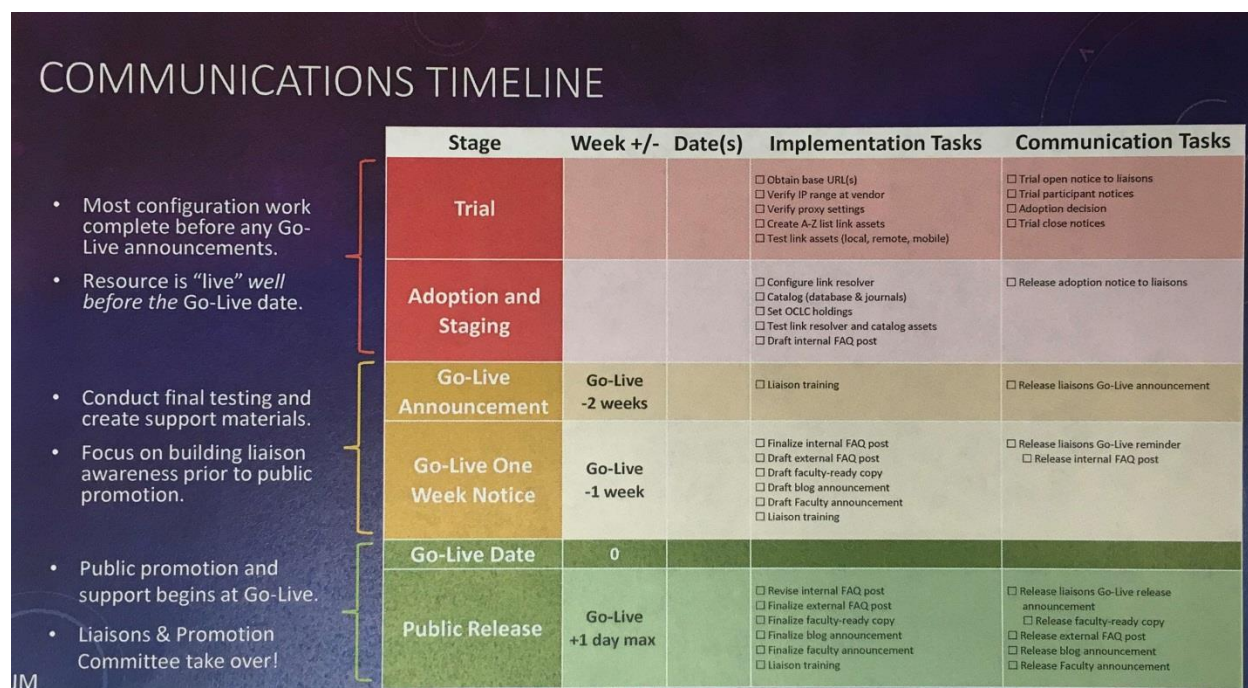 COMMUNICATIONS TIMELINE
• Most configuration work
complete before any Go-
Live announcements.
• Resource is “live” well
before the Go-Live date.
• Conduct final testing and
create support materials.
• Focus on building liaison
awareness prior to public
promotion.
• Public promotion and
support begins at Go-Live.
• Liaisons & Promotion
Committee take over!
Stage Week +/- Date(s) Implementation Tasks Communication Tasks
Trial
☐ Obtain base URL(s)
☐ Verify IP range at vendor
☐ Verify proxy settings
☐ Create A-Z list link assets
☐ Test link assets (local, remote, mobile)
☐ Trial open notice to liaisons
☐ Trial participant notices
☐ Adoption decision
☐ Trial close notices
Adoption and
Staging
☐ Configure link resolver
☐ Catalog (database & journals)
☐ Set OCLC holdings
☐ Test link resolver and catalog assets
☐ Draft internal FAQ post
☐ Release adoption notice to liaisons
Go-Live
Announcement
Go-Live
-2 weeks
☐ Liaison training
☐ Release liaisons Go-Live announcement
Go-Live One
Week Notice
Go-Live
-1 week
☐ Finalize internal FAQ post
☐ Draft external FAQ post
☐ Draft faculty-ready copy
☐ Draft blog announcement
☐ Draft Faculty announcement
☐ Liaison training
☐ Release liaisons Go-Live reminder
☐ Release internal FAQ post
Go-Live Date 0
Public Release
Go-Live
+1 day max
☐ Revise internal FAQ post
☐ Finalize external FAQ post
☐ Finalize faculty-ready copy
☐ Finalize blog announcement
☐ Finalize faculty announcement
☐ Liaison training
☐ Release liaisons Go-Live release
announcement
☐ Release faculty-ready copy
☐ Release external FAQ post
☐ Release blog announcement
☐ Release Faculty announcement